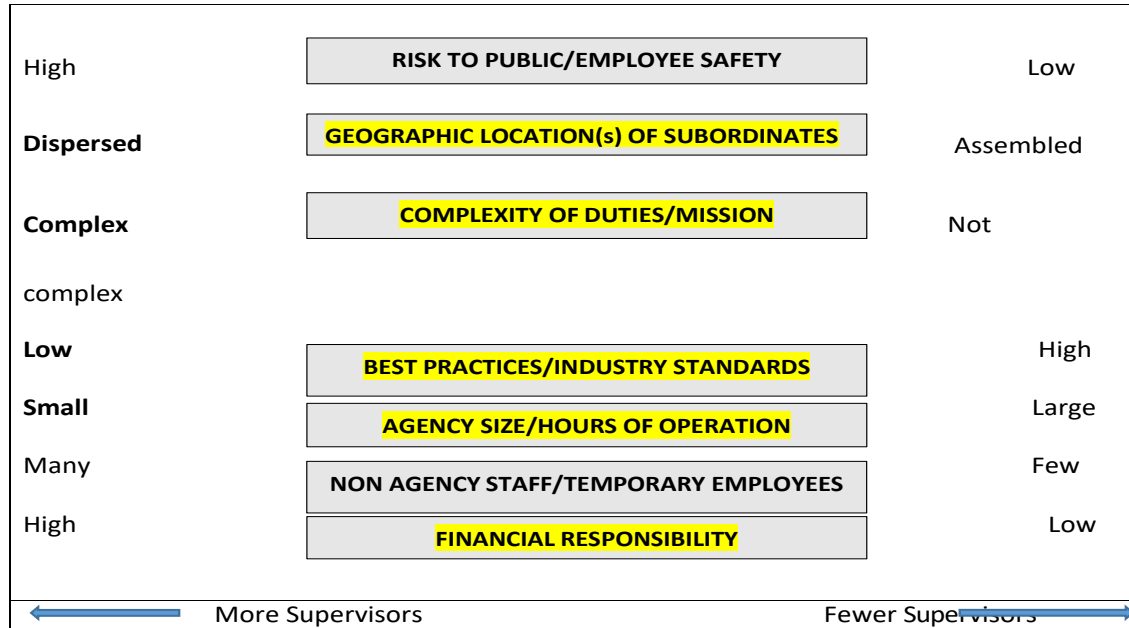 High RISK TO PUBLIC/EMPLOYEE SAFETY Low
Dispersed GEOGRAPHIC LOCATION(s) OF SUBORDINATES Assembled
Complex COMPLEXITY OF DUTIES/MISSION Not
complex
Low BEST PRACTICES/INDUSTRY STANDARDS High
Small AGENCY SIZE/HOURS OF OPERATION Large
Many NON AGENCY STAFF/TEMPORARY EMPLOYEES Few
High FINANCIAL RESPONSIBILITY Low
More Supervisors Fewer Supervisors